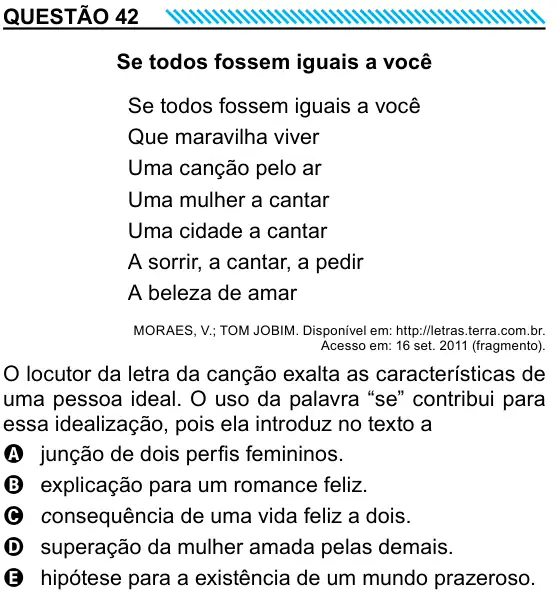 QUESTÃO 42
Se todos fossem iguais a você
Se todos fossem iguais a você
Que maravilha viver
Uma canção pelo ar
Uma mulher a cantar
Uma cidade a cantar
A sorrir, a cantar, a pedir
A beleza de amar
MORAES, V.; TOM JOBIM. Disponível em: http://letras.terra.com.br.
Acesso em: 16 set. 2011 (fragmento).
O locutor da letra da canção exalta as características de
uma pessoa ideal. O uso da palavra “se” contribui para
essa idealização, pois ela introduz no texto a
A junção de dois perfis femininos.
B explicação para um romance feliz.
C consequência de uma vida feliz a dois.
D superação da mulher amada pelas demais.
E hipótese para a existência de um mundo prazeroso.